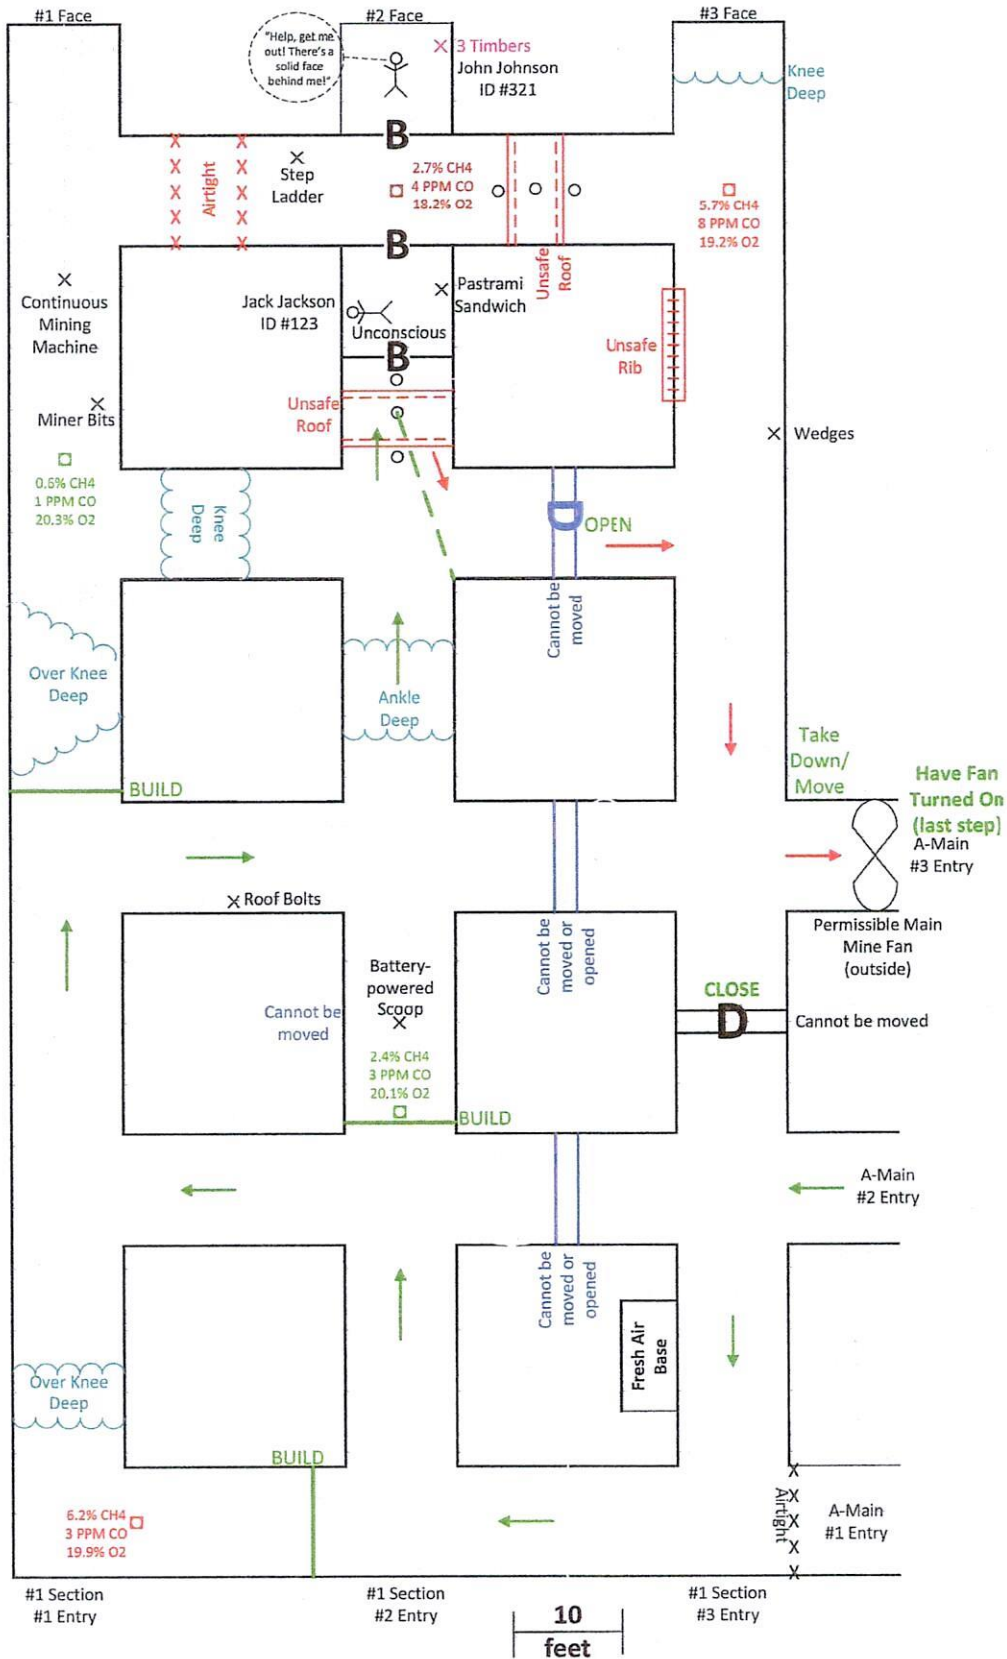 #1 Face
#2 Face
#3 Face
"Help, get me
out! There's a
solid face
behind me!"
3 Timbers
John Johnson
ID #321
Knee
Deep
B
Airtight
Step
Ladder
2.7% CH4
4 PPM CO
18.2% O2
5.7% CH4
8 PPM CO
19.2% O2
B
Unsafe
Roof
Continuous
Mining
Machine
Jack Jackson
ID #123
Unconscious
Pastrami
Sandwich
B
Unsafe
Rib
Miner Bits
Unsafe
Roof
Wedges
0.6% CH4
1 PPM CO
20.3% O2
Knee
Deep
D
OPEN
Cannot be
moved
Over Knee
Deep
Ankle
Deep
BUILD
Take
Down/
Move
Have Fan
Turned On
(last step)
A-Main
#3 Entry
Roof Bolts
Permissible Main
Mine Fan
(outside)
Cannot be
moved or
opened
Battery-
powered
Scoop
Cannot be
moved
CLOSE
D
Cannot be moved
2.4% CH4
3 PPM CO
20.1% O2
BUILD
A-Main
#2 Entry
Cannot be
moved or
opened
Fresh Air
Base
Over Knee
Deep
BUILD
6.2% CH4
3 PPM CO
19.9% O2
Airtight
A-Main
#1 Entry
#1 Section
#1 Entry
#1 Section
#2 Entry
#1 Section
#3 Entry
10
feet